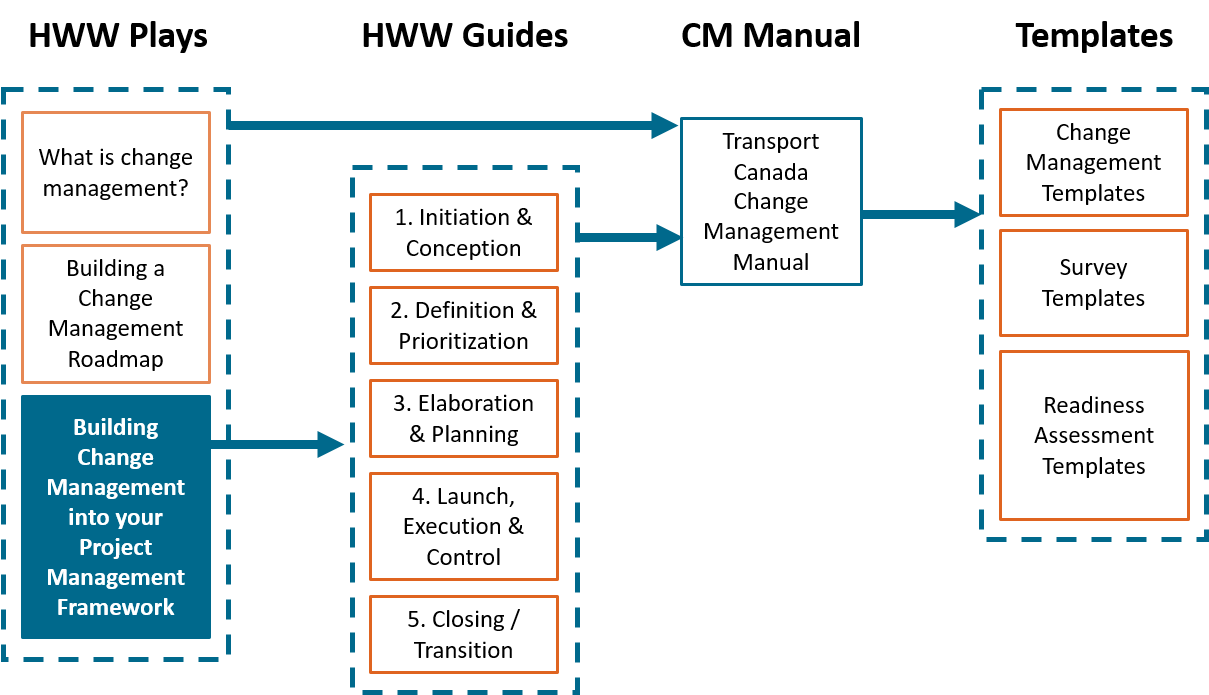 HWW Plays
HWW Guides
CM Manual
Templates
What is change
management?
Building a
Change
Management
Roadmap
Building
Change
Management
into your
Project
Management
Framework
1. Initiation &
Conception
2. Definition &
Prioritization
3. Elaboration
& Planning
4. Launch,
Execution &
Control
5. Closing /
Transition
Transport
Canada
Change
Management
Manual
Change
Management
Templates
Survey
Templates
Readiness
Assessment
Templates